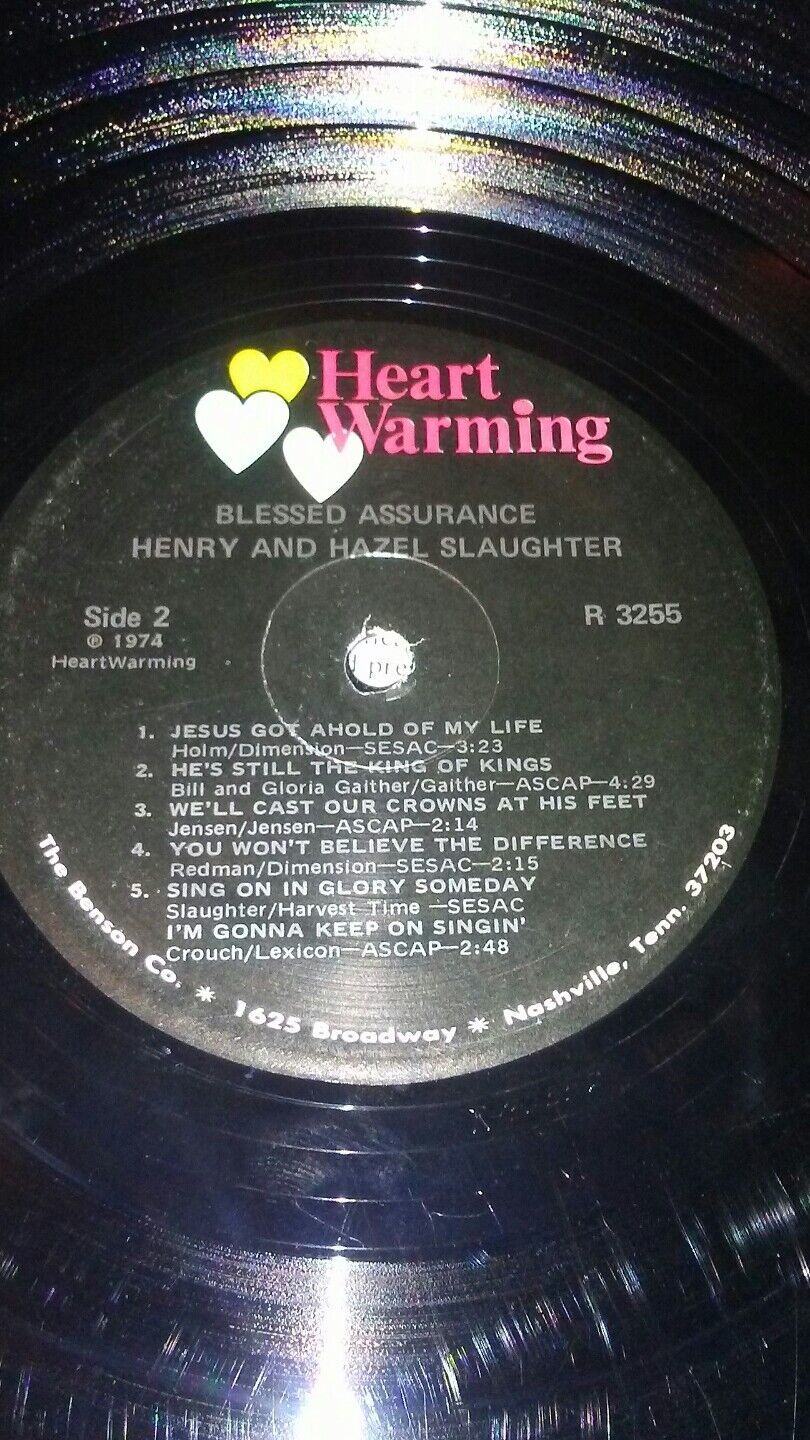 Heart
Warming
BLESSED ASSURANCE
HENRY AND HAZEL SLAUGHTER
Side 2
R 3255
℗ 1974
HeartWarming
pre
1. JESUS GOT AHOLD OF MY LIFE
Holm/Dimension—SESAC—3:23
2. HE'S STILL THE KING OF KINGS
Bill and Gloria Gaither/Gaither—ASCAP—4:29
3. WE'LL CAST OUR CROWNS AT HIS FEET
Jensen/Jensen—ASCAP—2:14
4. YOU WON'T BELIEVE THE DIFFERENCE
Redman/Dimension—SESAC—2:15
5. SING ON IN GLORY SOMEDAY
Slaughter/Harvest Time —SESAC
I'M GONNA KEEP ON SINGIN'
Crouch/Lexicon—ASCAP—2:48
The Benson Co. * 1625 Broadway * Nashville, Tenn. 37203